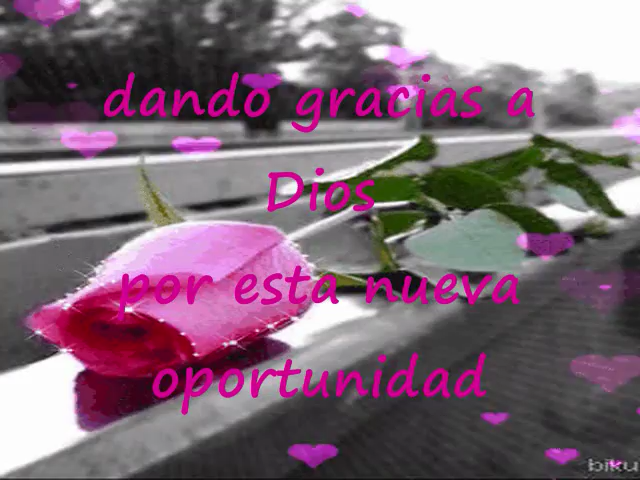 dando gracias a
Dios
por esta nueva
oportunidad
biku